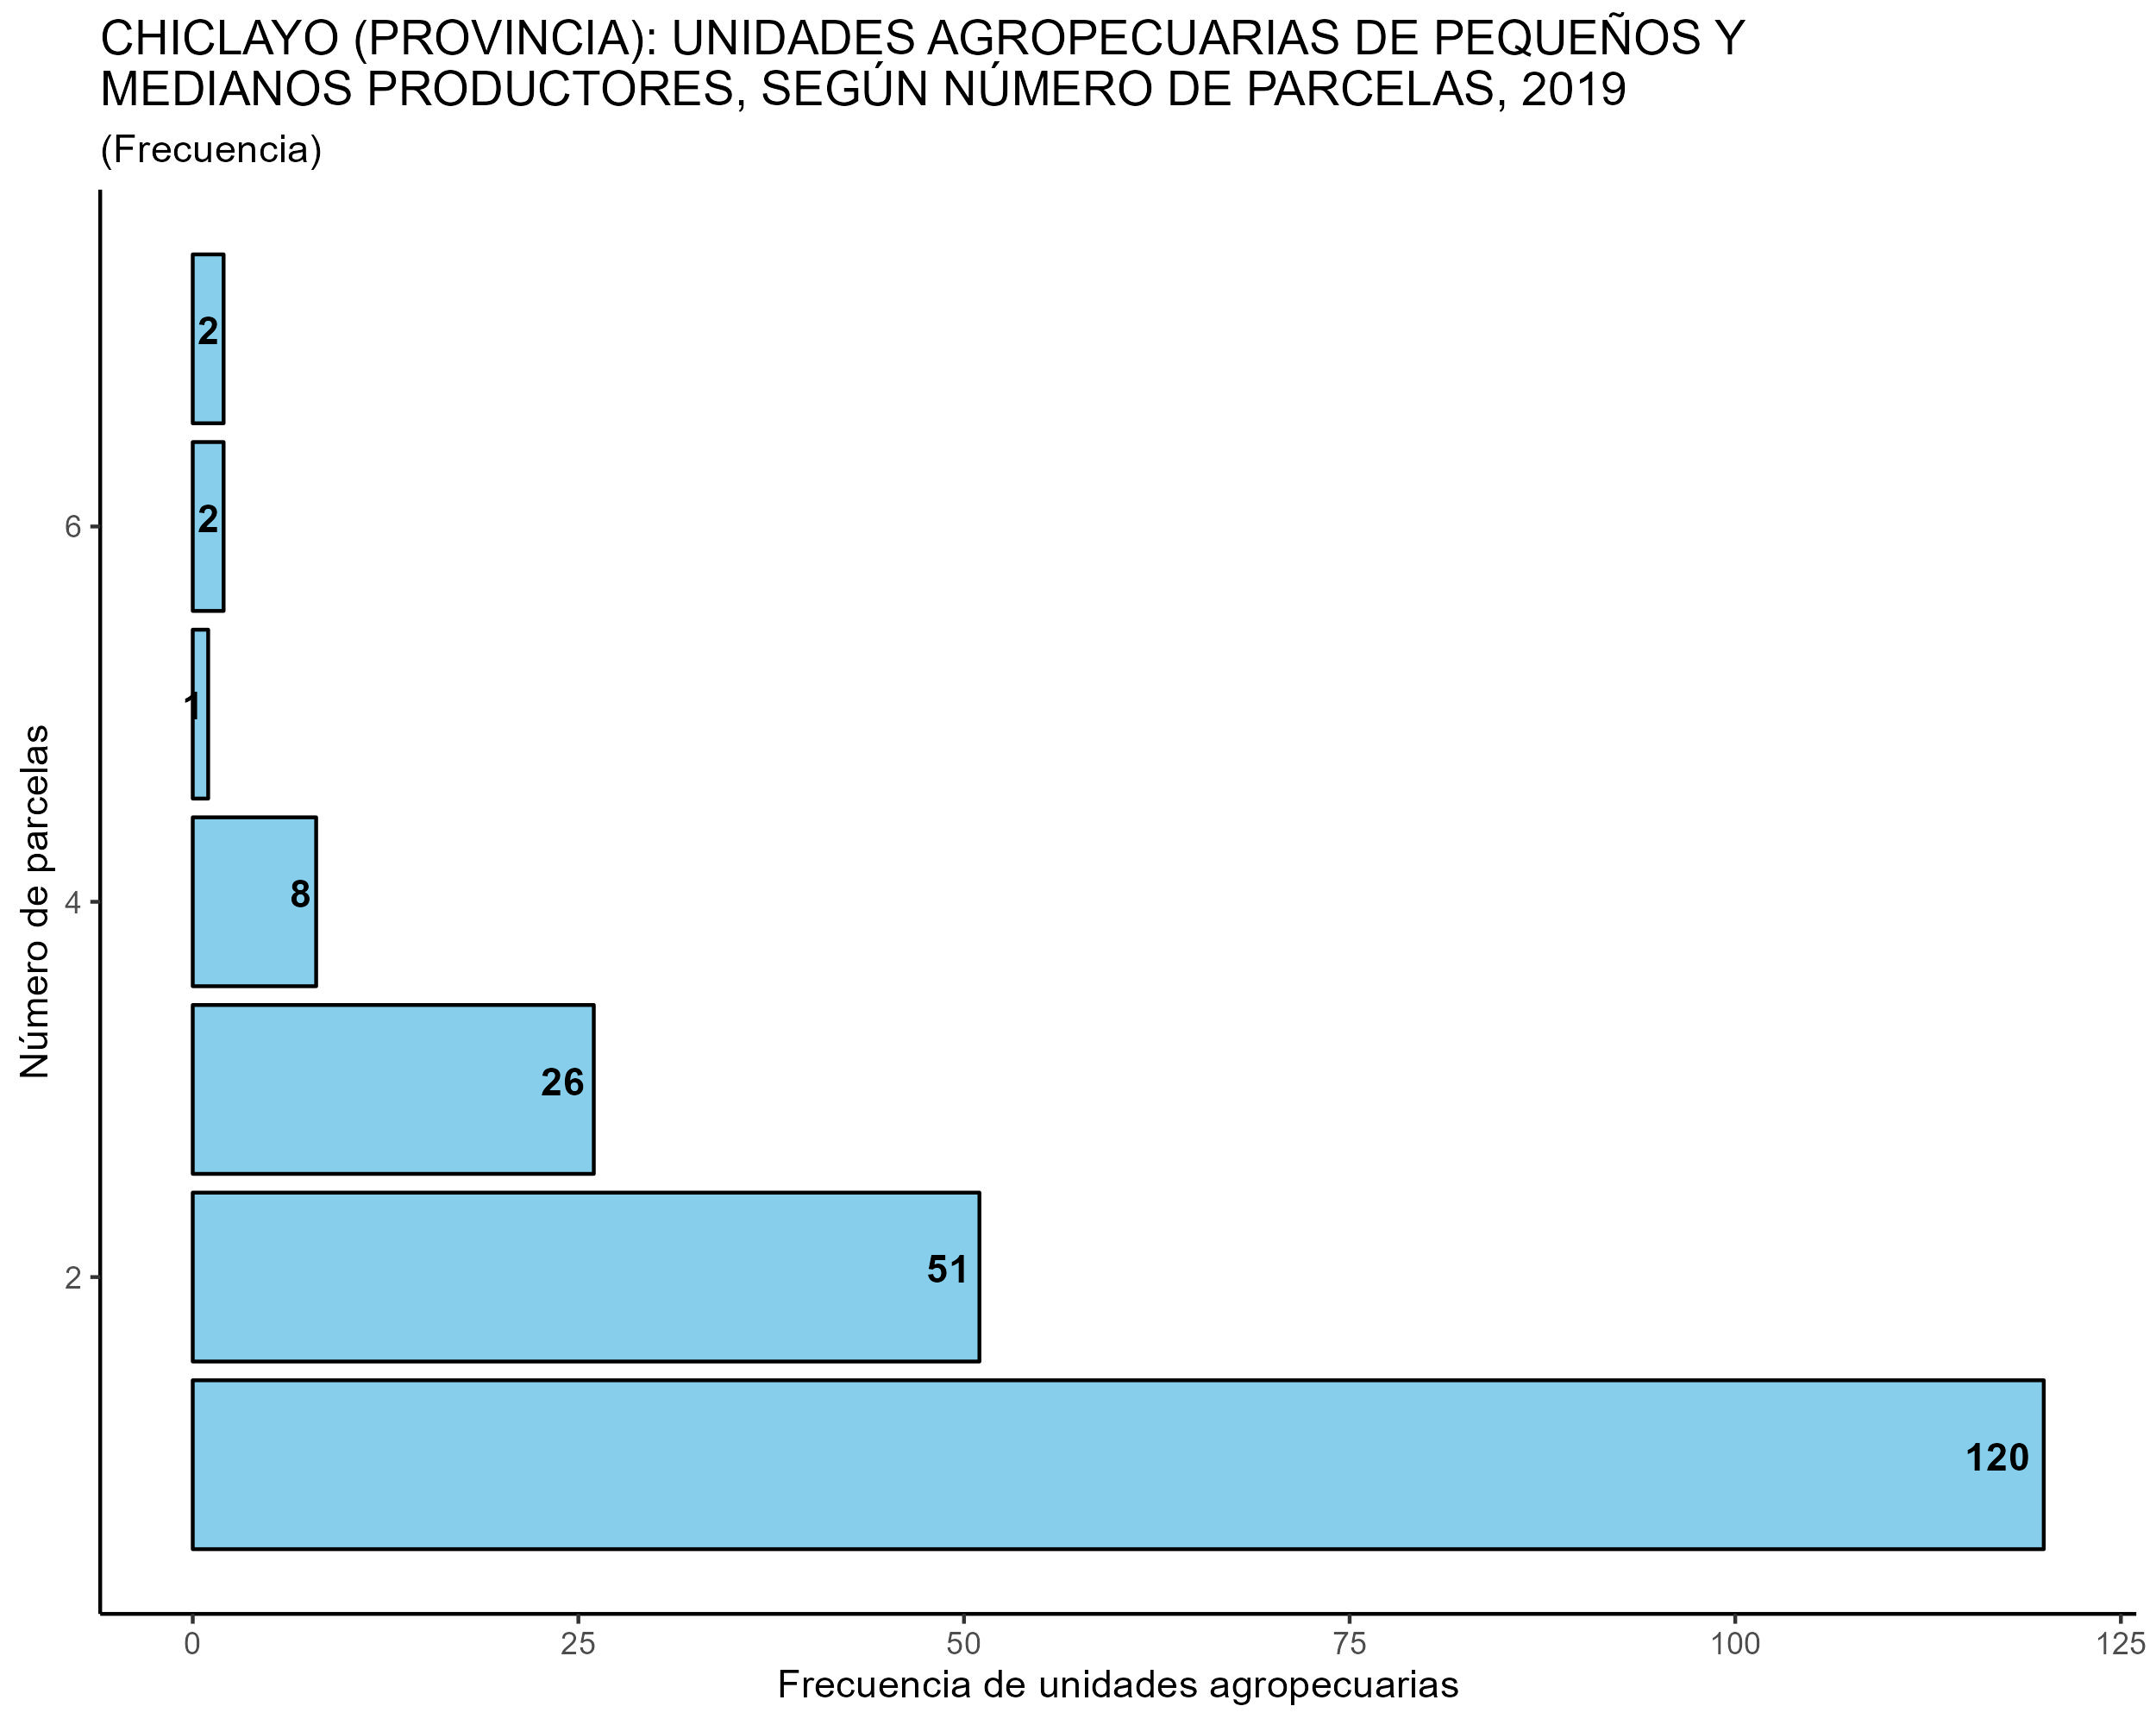 CHICLAYO (PROVINCIA): UNIDADES AGROPECUARIAS DE PEQUEÑOS Y
MEDIANOS PRODUCTORES, SEGÚN NÚMERO DE PARCELAS, 2019
(Frecuencia)
2
6
2
1
Número de parcelas
4
8
26
2
51
120
0 25 50 75 100 125
Frecuencia de unidades agropecuarias